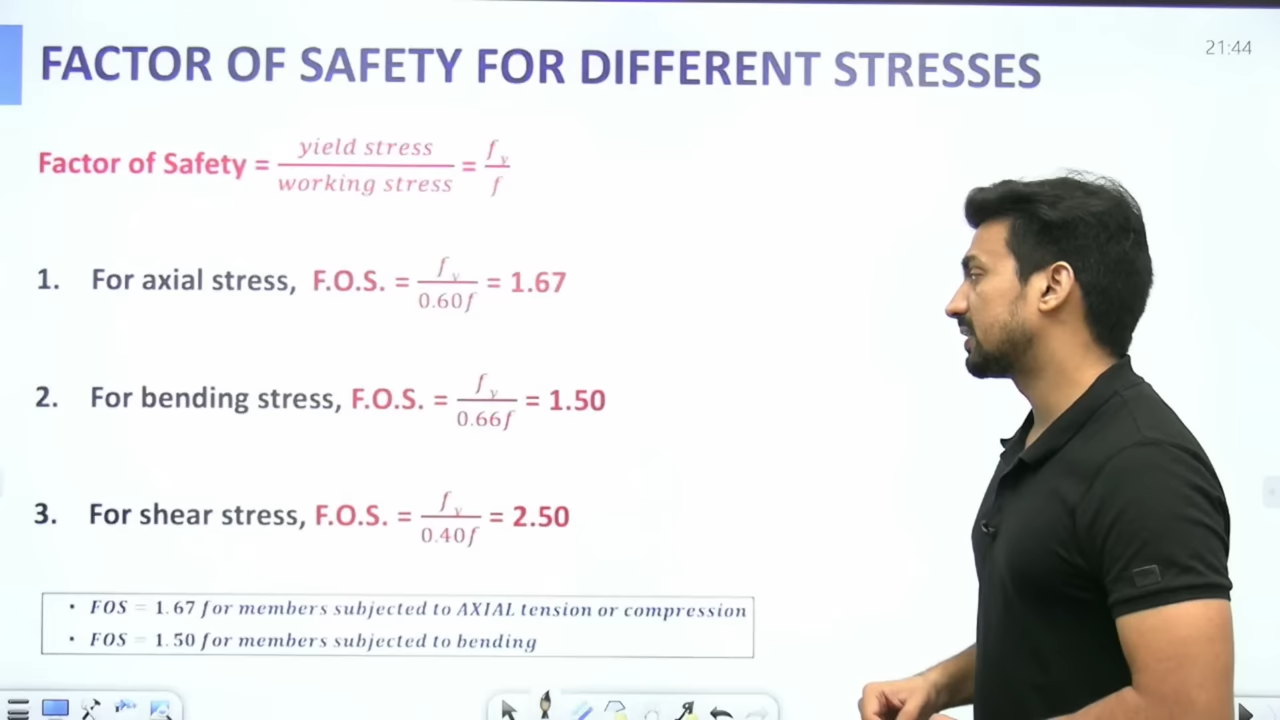 FACTOR OF SAFETY FOR DIFFERENT STRESSES
21:44
Factor of Safety = yield stress / working stress = f_y / f
1. For axial stress, F.O.S. = f_y / 0.60f = 1.67
2. For bending stress, F.O.S. = f_y / 0.66f = 1.50
3. For shear stress, F.O.S. = f_y / 0.40f = 2.50
• FOS = 1.67 for members subjected to AXIAL tension or compression
• FOS = 1.50 for members subjected to bending